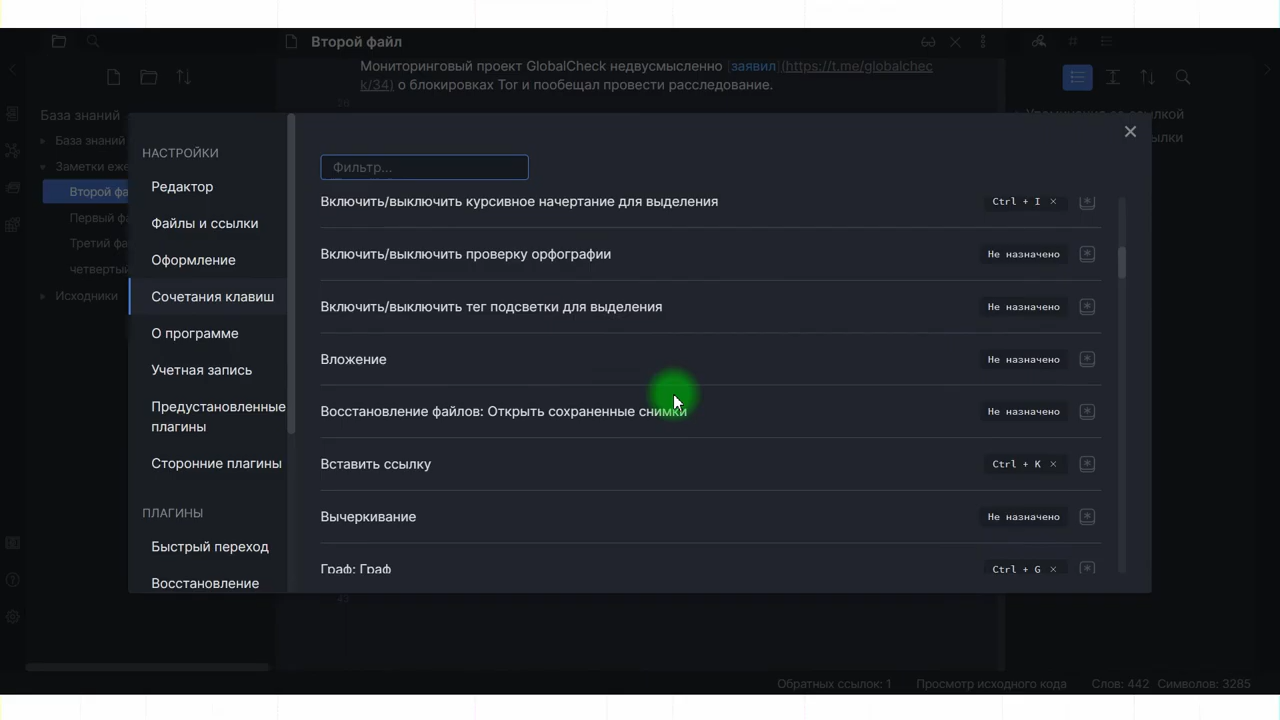 Второй файл
Мониторинговый проект GlobalCheck недвусмысленно [заявил](https://t.me/globalchec
k/34) о блокировках Tor и пообещал провести расследование.
База знаний
База знаний
Заметки еже
Второй фа
Первый фа
Третий фа
четвертый
Исходники
НАСТРОЙКИ
Редактор
Файлы и ссылки
Оформление
Сочетания клавиш
О программе
Учетная запись
Предустановленные
плагины
Сторонние плагины
ПЛАГИНЫ
Быстрый переход
Восстановление
Фильтр...
Включить/выключить курсивное начертание для выделения Ctrl + I ×
Включить/выключить проверку орфографии Не назначено
Включить/выключить тег подсветки для выделения Не назначено
Вложение Не назначено
Восстановление файлов: Открыть сохраненные снимки Не назначено
Вставить ссылку Ctrl + K ×
Вычеркивание Не назначено
Граф: Граф Ctrl + G ×
ссылкой
Обратных ссылок: 1 Просмотр исходного кода Слов: 442 Символов: 3285